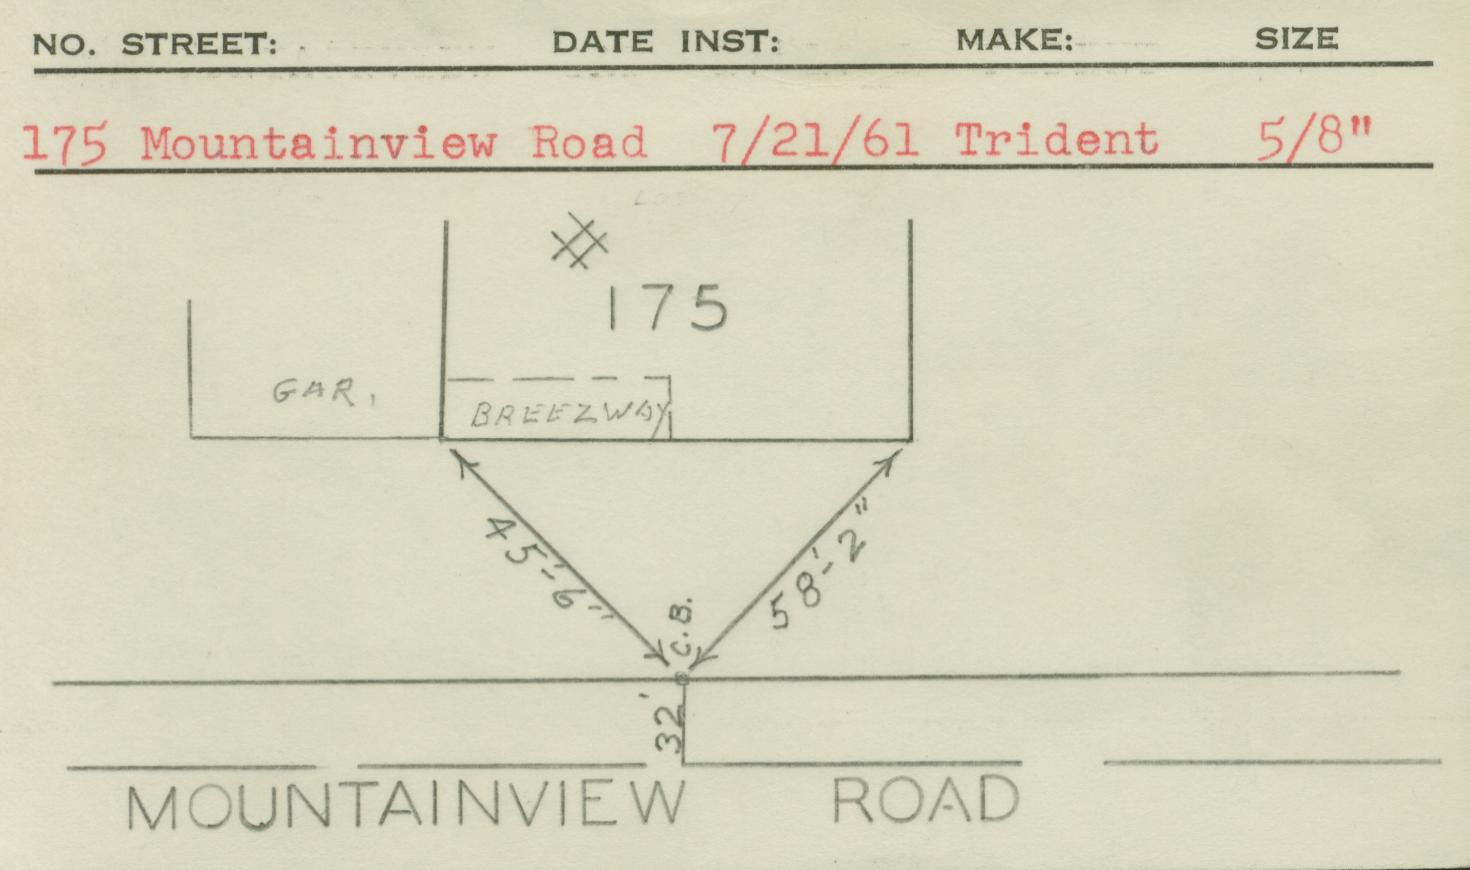 NO. STREET: DATE INST: MAKE: SIZE
175 Mountainview Road 7/21/61 Trident 5/8"
# 
175
GAR.
BREEZWAY
45'-6"
58'-2"
C.B.
32'
MOUNTAINVIEW ROAD